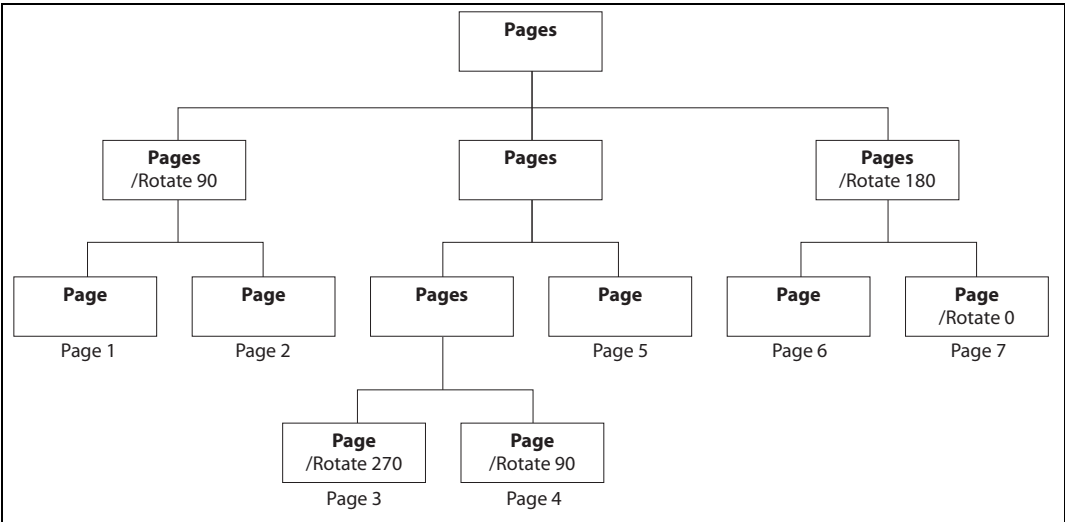 Pages
Pages
/Rotate 90
Pages
Pages
/Rotate 180
Page
Page 1
Page
Page 2
Pages
Page
Page 5
Page
Page 6
Page
/Rotate 0
Page 7
Page
/Rotate 270
Page 3
Page
/Rotate 90
Page 4